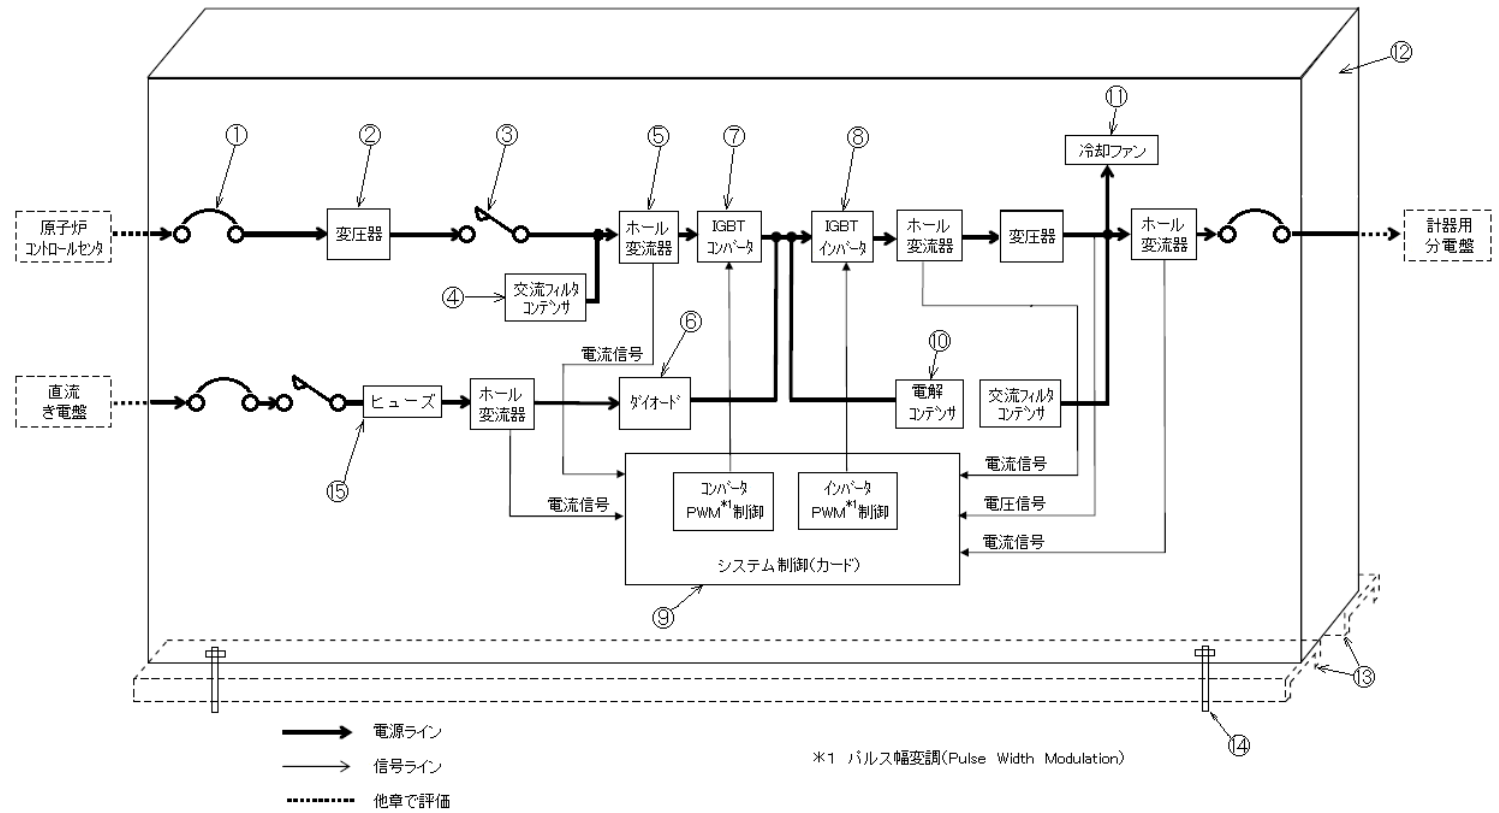 ⑫
⑪
冷却ファン
①
②
③
⑤
⑦
⑧
原子炉
コントロールセンタ
変圧器
ホール
変流器
IGBT
コンバータ
IGBT
インバータ
ホール
変流器
変圧器
ホール
変流器
計器用
分電盤
④
交流フィルタ
コンデンサ
⑥
⑩
電流信号
直流
き電盤
ヒューズ
ホール
変流器
ダイオード
電解
コンデンサ
交流フィルタ
コンデンサ
⑮
電流信号
コンバータ
PWM*1制御
インバータ
PWM*1制御
システム制御(カード)
電流信号
電圧信号
電流信号
⑨
⑬
⑭
電源ライン
信号ライン
他章で評価
*1 パルス幅変調(Pulse Width Modulation)